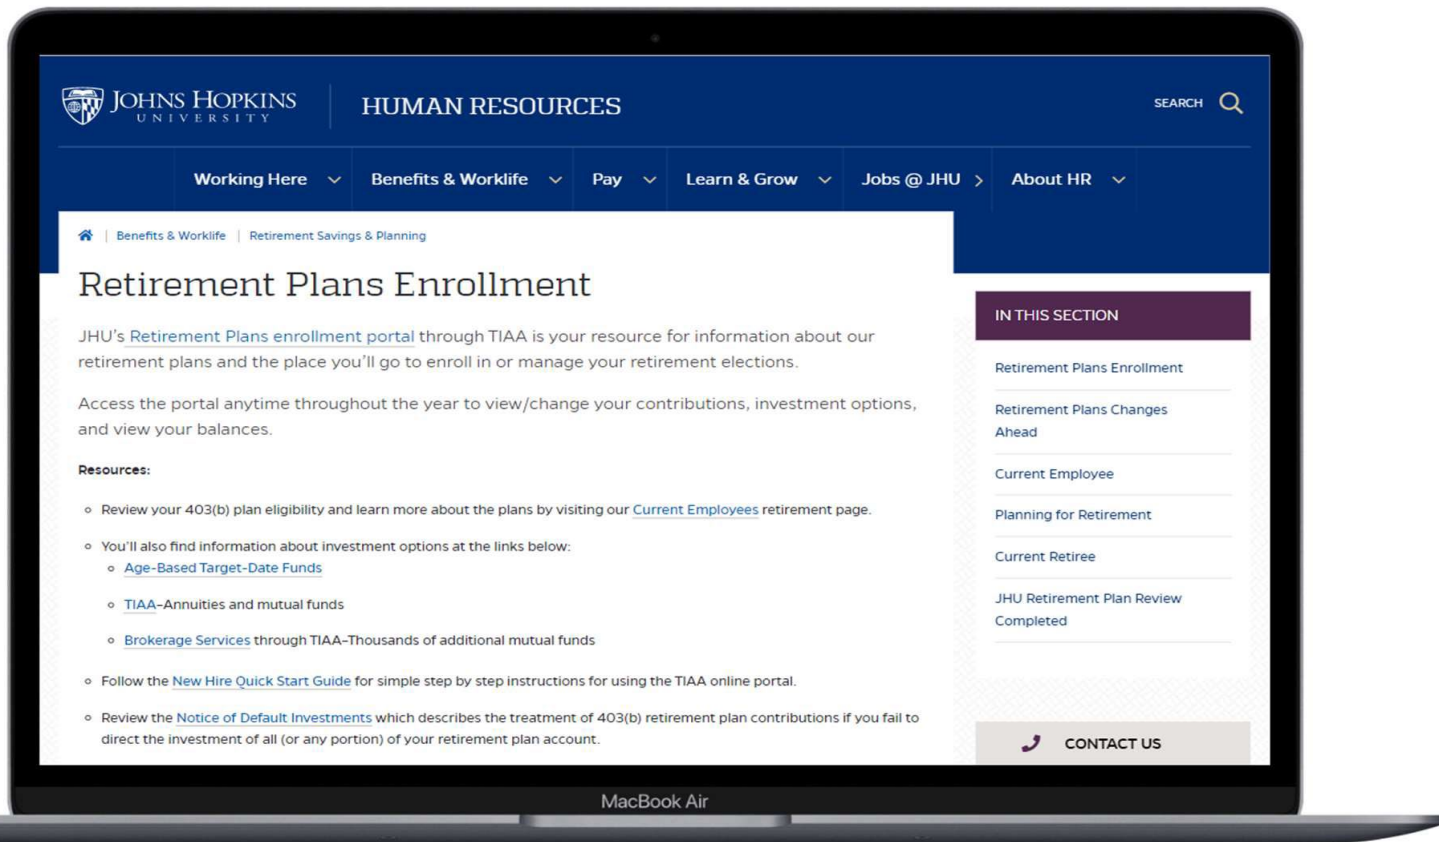 JOHNS HOPKINS
UNIVERSITY
HUMAN RESOURCES
SEARCH
Working Here
Benefits & Worklife
Pay
Learn & Grow
Jobs @ JHU
About HR
Benefits & Worklife | Retirement Savings & Planning
Retirement Plans Enrollment
JHU's Retirement Plans enrollment portal through TIAA is your resource for information about our
retirement plans and the place you'll go to enroll in or manage your retirement elections.
Access the portal anytime throughout the year to view/change your contributions, investment options,
and view your balances.
Resources:
Review your 403(b) plan eligibility and learn more about the plans by visiting our Current Employees retirement page.
You'll also find information about investment options at the links below:
Age-Based Target-Date Funds
TIAA–Annuities and mutual funds
Brokerage Services through TIAA–Thousands of additional mutual funds
Follow the New Hire Quick Start Guide for simple step by step instructions for using the TIAA online portal.
Review the Notice of Default Investments which describes the treatment of 403(b) retirement plan contributions if you fail to
direct the investment of all (or any portion) of your retirement plan account.
IN THIS SECTION
Retirement Plans Enrollment
Retirement Plans Changes
Ahead
Current Employee
Planning for Retirement
Current Retiree
JHU Retirement Plan Review
Completed
CONTACT US
MacBook Air